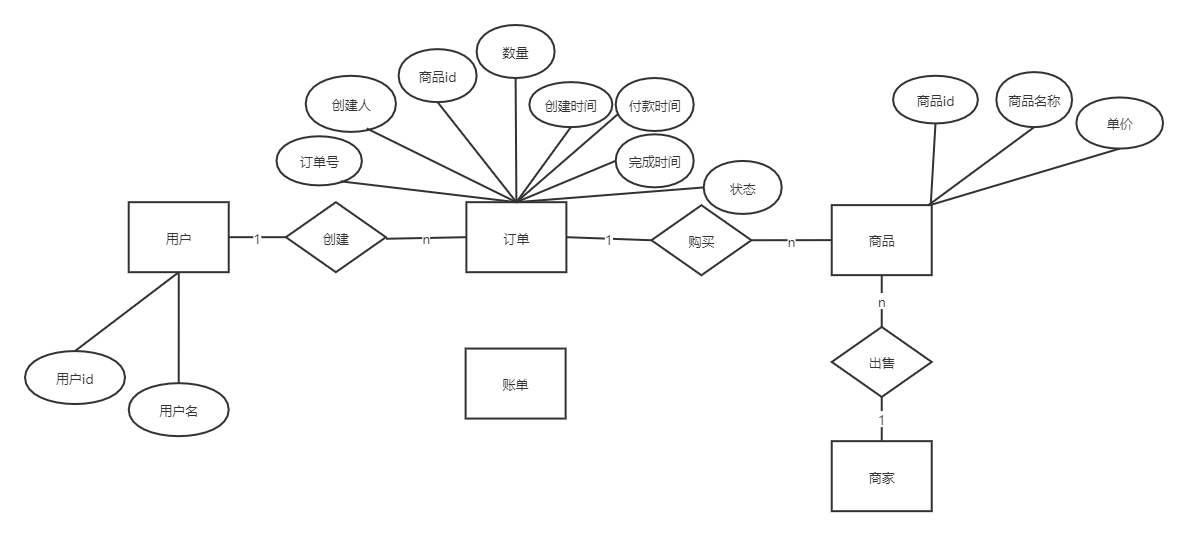 数量
商品id
创建人
创建时间
付款时间
商品id
商品名称
单价
订单号
完成时间
状态
用户
1
创建
n
订单
1
购买
n
商品
n
用户id
用户名
账单
出售
1
商家